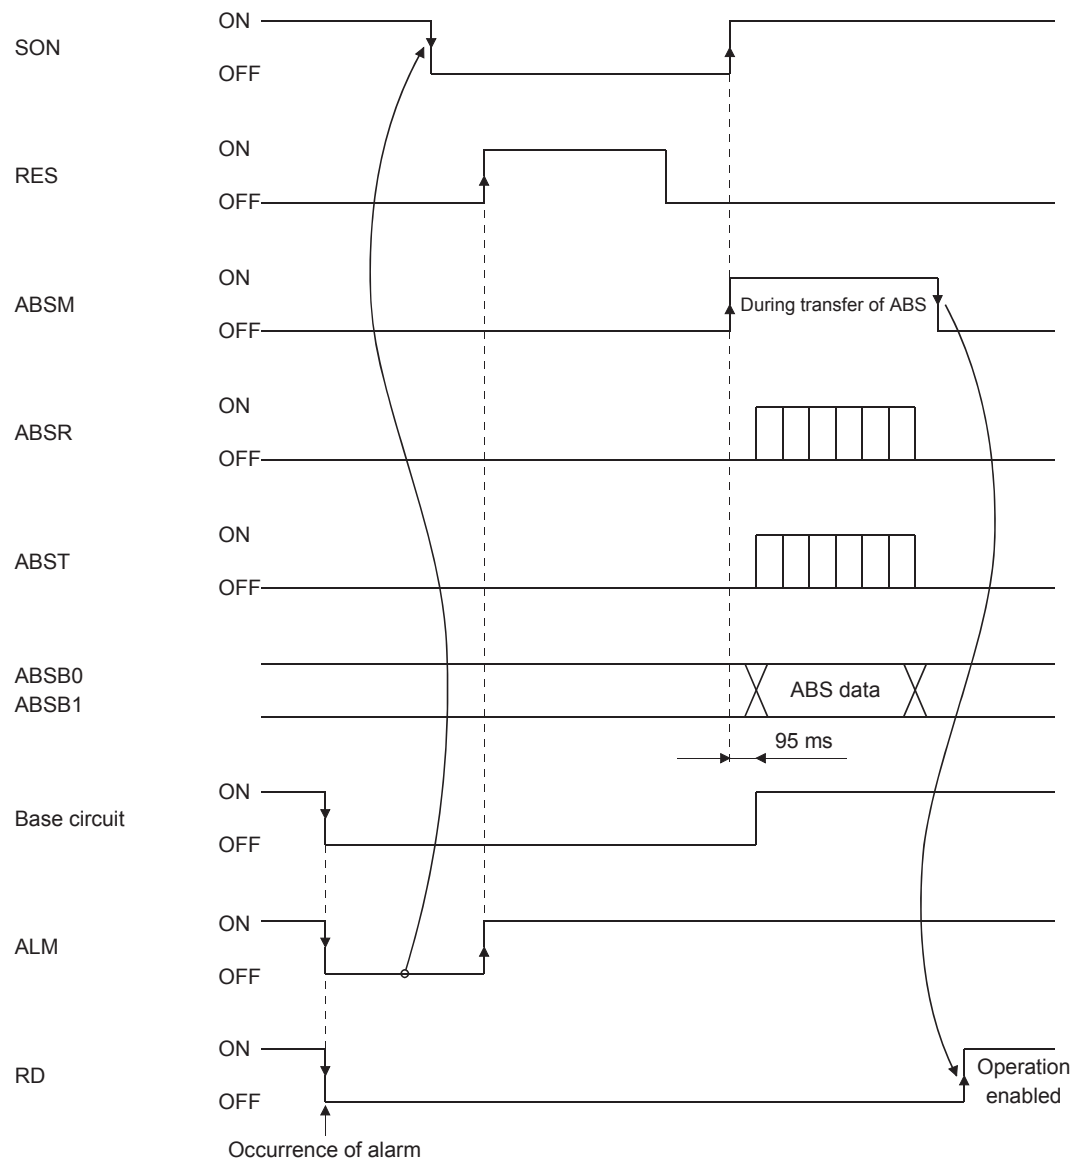 SON
ON
OFF
RES
ON
OFF
ABSM
ON
OFF
During transfer of ABS
ABSR
ON
OFF
ABST
ON
OFF
ABSB0
ABSB1
ABS data
95 ms
Base circuit
ON
OFF
ALM
ON
OFF
RD
ON
OFF
Operation
enabled
Occurrence of alarm